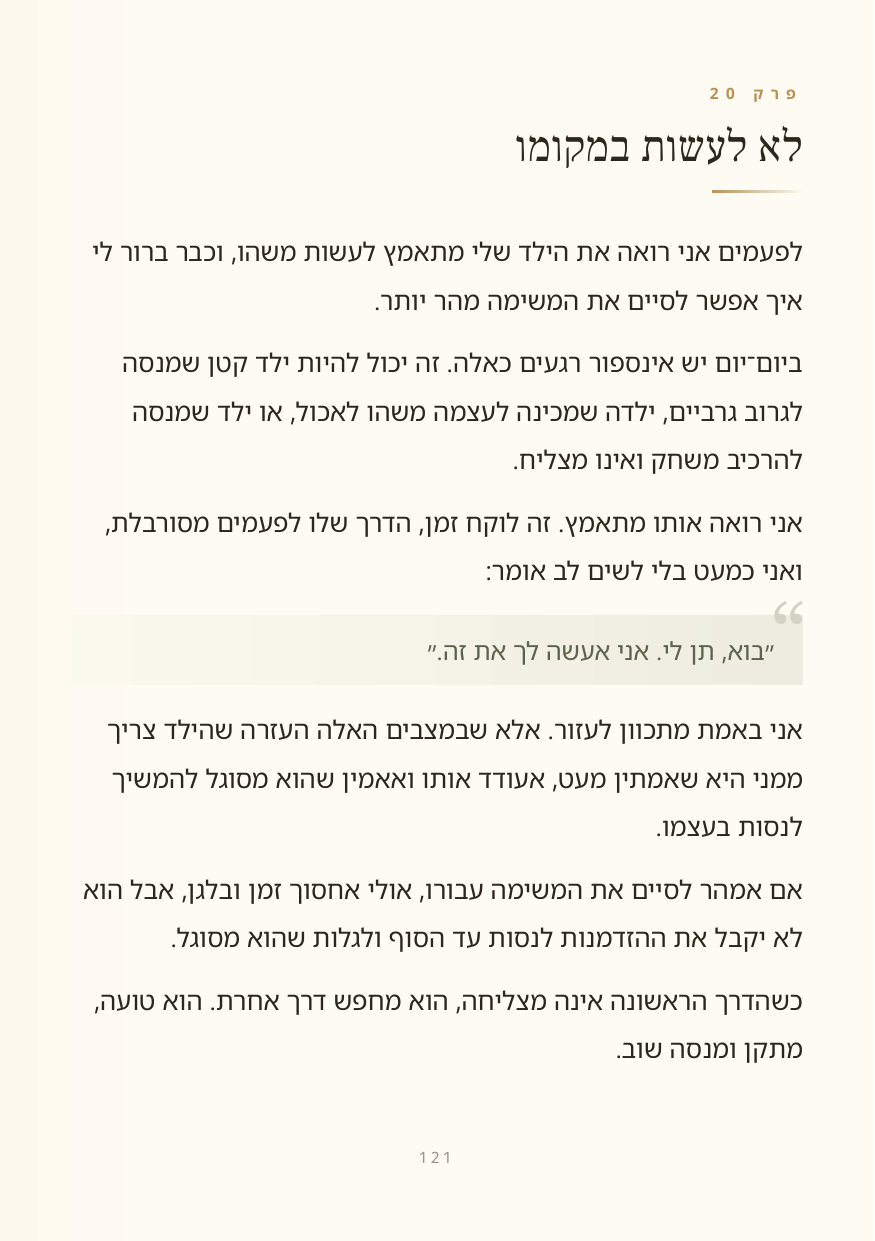 פרק 20
לא לעשות במקומו
לפעמים אני רואה את הילד שלי מתאמץ לעשות משהו, וכבר ברור לי
איך אפשר לסיים את המשימה מהר יותר.
ביום־יום יש אינספור רגעים כאלה. זה יכול להיות ילד קטן שמנסה
לגרוב גרביים, ילדה שמכינה לעצמה משהו לאכול, או ילד שמנסה
להרכיב משחק ואינו מצליח.
אני רואה אותו מתאמץ. זה לוקח זמן, הדרך שלו לפעמים מסורבלת,
ואני כמעט בלי לשים לב אומר:
“
״בוא, תן לי. אני אעשה לך את זה.״
אני באמת מתכוון לעזור. אלא שבמצבים האלה העזרה שהילד צריך
ממני היא שאמתין מעט, אעודד אותו ואאמין שהוא מסוגל להמשיך
לנסות בעצמו.
אם אמהר לסיים את המשימה עבורו, אולי אחסוך זמן ובלגן, אבל הוא
לא יקבל את ההזדמנות לנסות עד הסוף ולגלות שהוא מסוגל.
כשהדרך הראשונה אינה מצליחה, הוא מחפש דרך אחרת. הוא טועה,
מתקן ומנסה שוב.
121